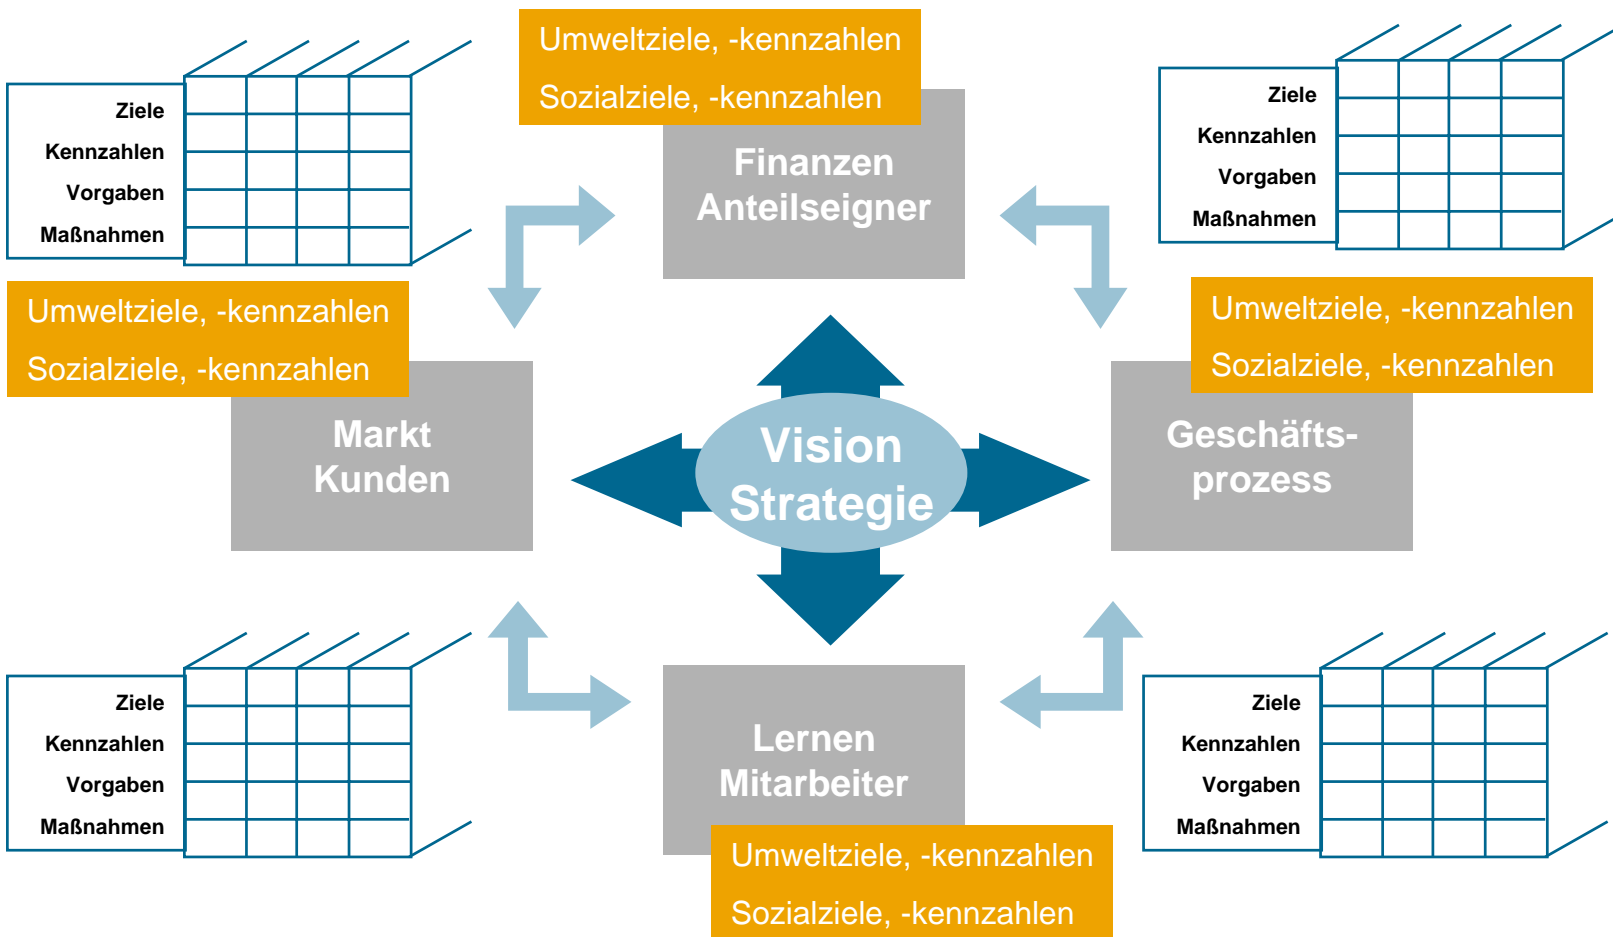 Umweltziele, -kennzahlen
Sozialziele, -kennzahlen
Finanzen
Anteilseigner
Ziele
Kennzahlen
Vorgaben
Maßnahmen
Ziele
Kennzahlen
Vorgaben
Maßnahmen
Umweltziele, -kennzahlen
Sozialziele, -kennzahlen
Markt
Kunden
Vision
Strategie
Umweltziele, -kennzahlen
Sozialziele, -kennzahlen
Geschäfts-
prozess
Ziele
Kennzahlen
Vorgaben
Maßnahmen
Lernen
Mitarbeiter
Umweltziele, -kennzahlen
Sozialziele, -kennzahlen
Ziele
Kennzahlen
Vorgaben
Maßnahmen